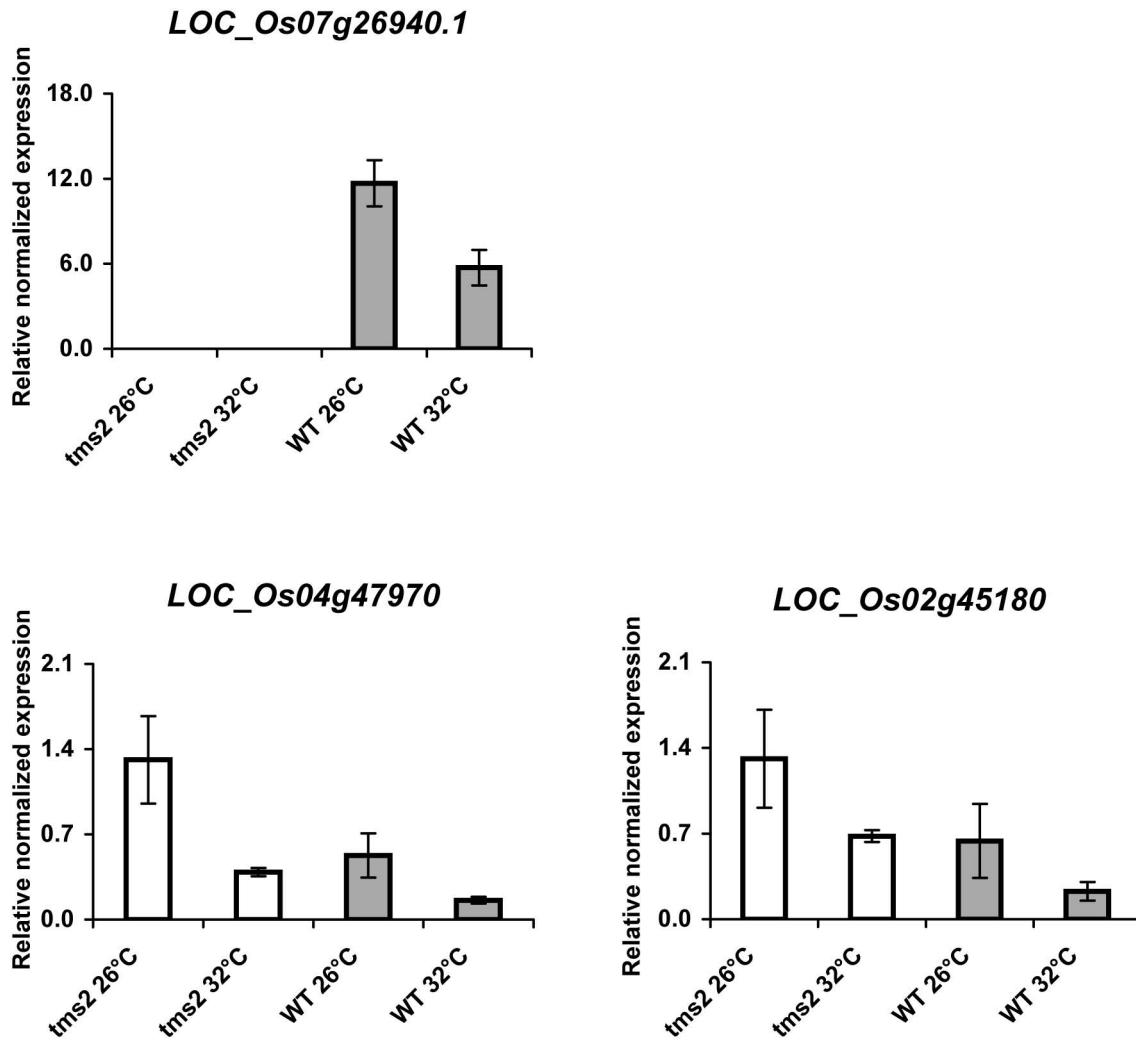 LOC_Os07g26940.1
Relative normalized expression
18.0
12.0
6.0
0.0
tms2 26°C
tms2 32°C
WT 26°C
WT 32°C
LOC_Os04g47970
Relative normalized expression
2.1
1.4
0.7
0.0
tms2 26°C
tms2 32°C
WT 26°C
WT 32°C
LOC_Os02g45180
Relative normalized expression
2.1
1.4
0.7
0.0
tms2 26°C
tms2 32°C
WT 26°C
WT 32°C